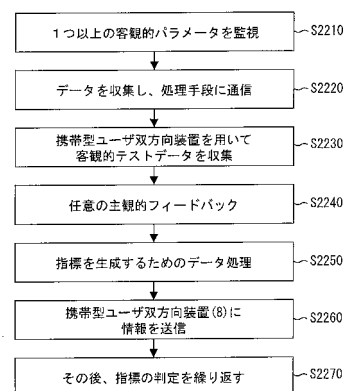 1つ以上の客観的パラメータを監視
S2210
データを収集し、処理手段に通信
S2220
携帯型ユーザ双方向装置を用いて
客観的テストデータを収集
S2230
任意の主観的フィードバック
S2240
指標を生成するためのデータ処理
S2250
携帯型ユーザ双方向装置(8)に
情報を送信
S2260
その後、指標の判定を繰り返す
S2270